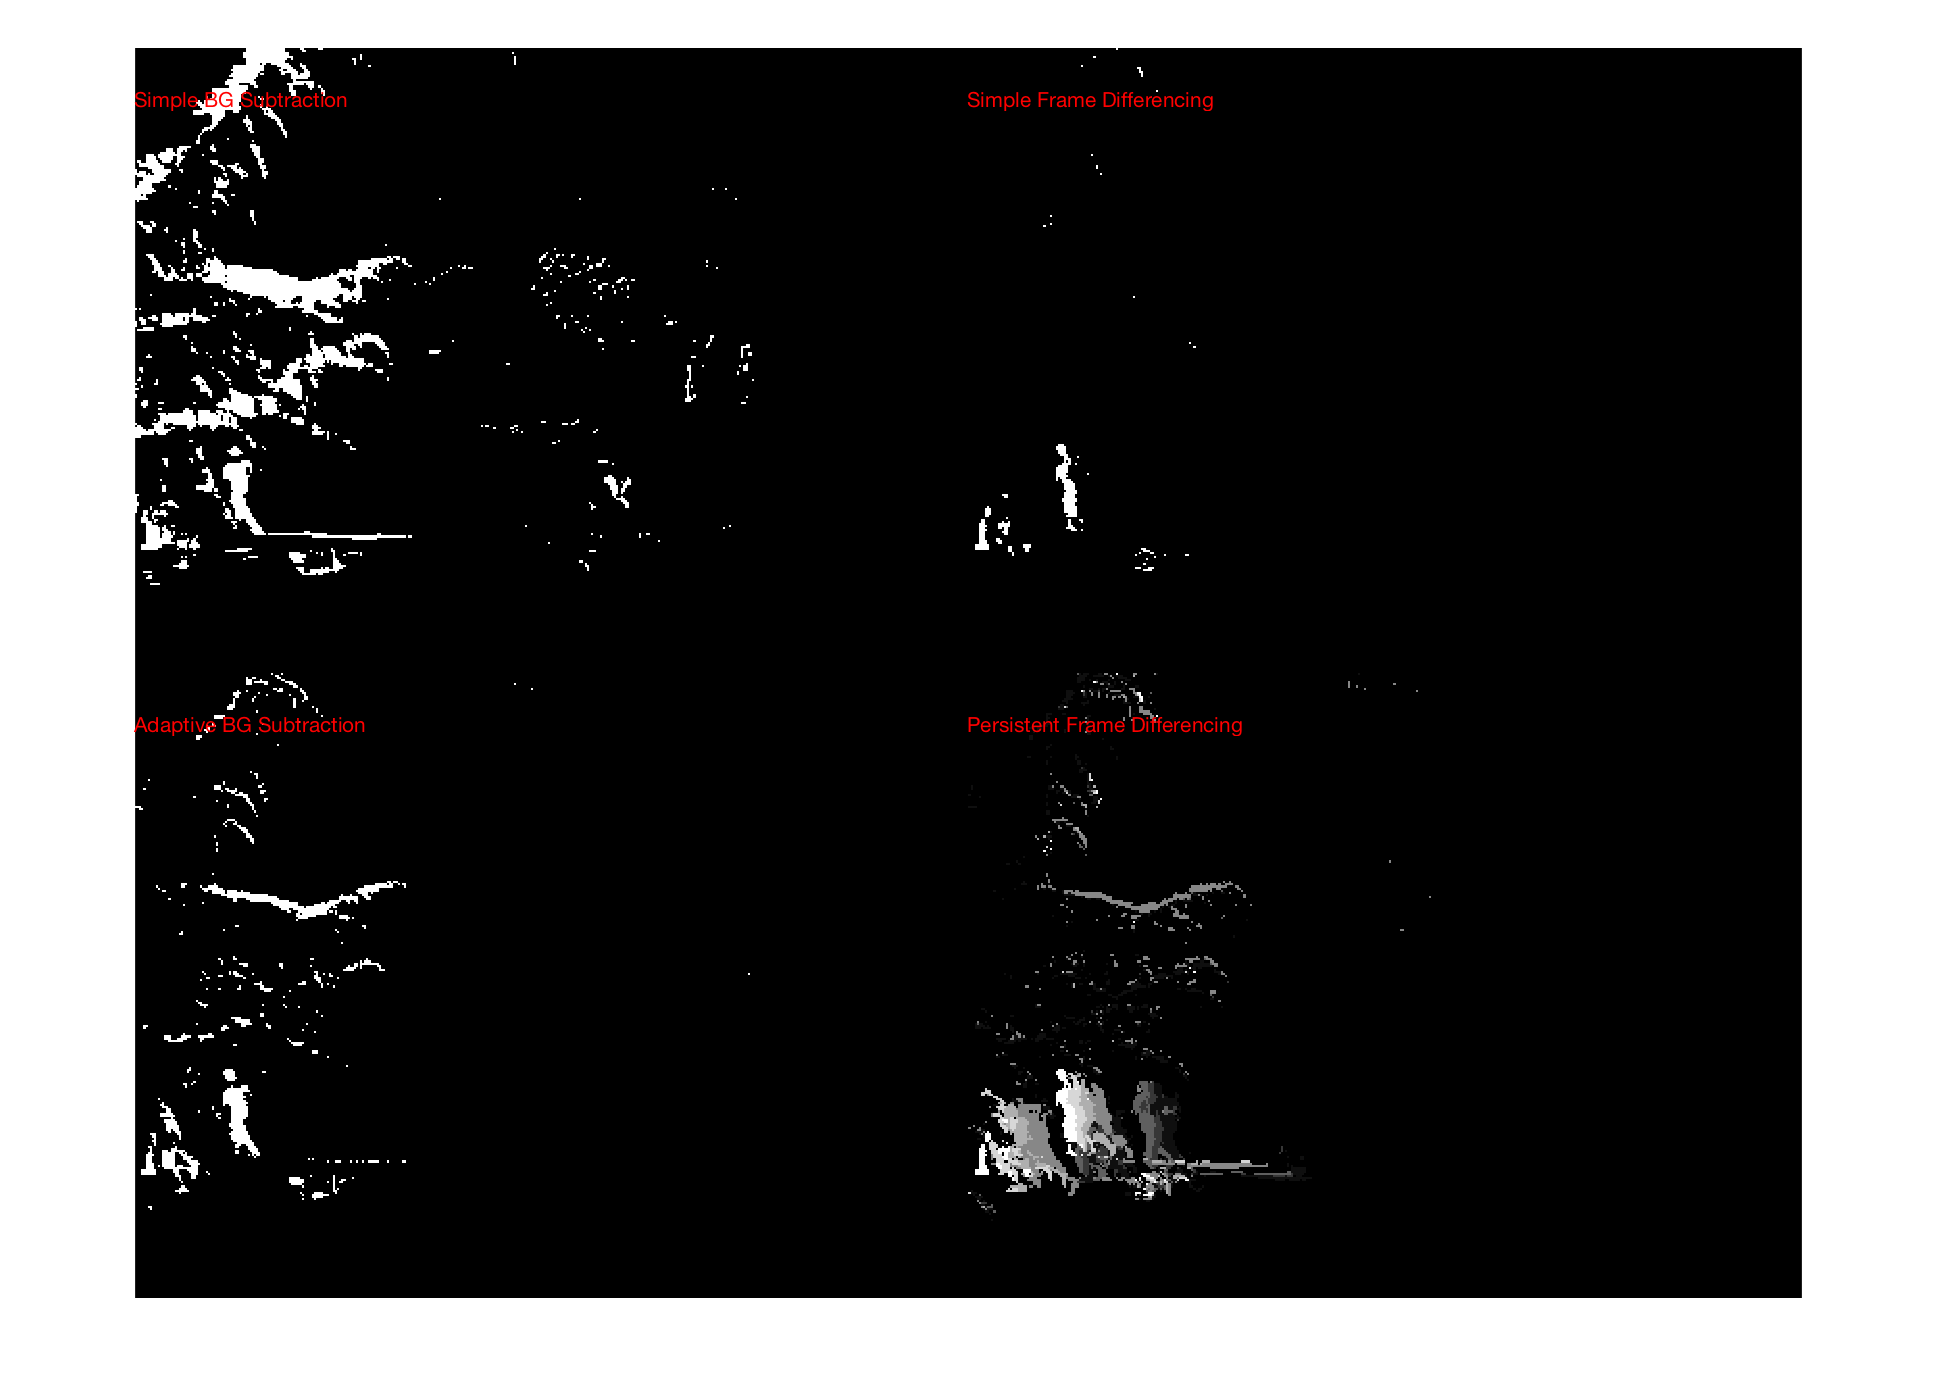 Simple BG Subtraction
Simple Frame Differencing
Adaptive BG Subtraction
Persistent Frame Differencing